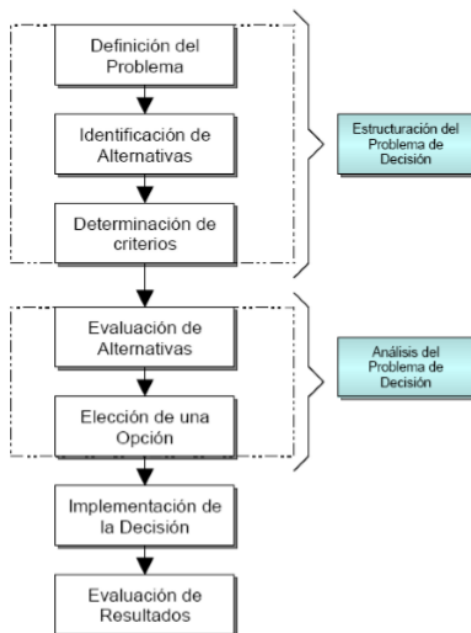 Definición del
Problema
Identificación de
Alternativas
Determinación de
criterios
Estructuración del
Problema de
Decisión
Evaluación de
Alternativas
Elección de una
Opción
Análisis del
Problema de
Decisión
Implementación de
la Decisión
Evaluación de
Resultados